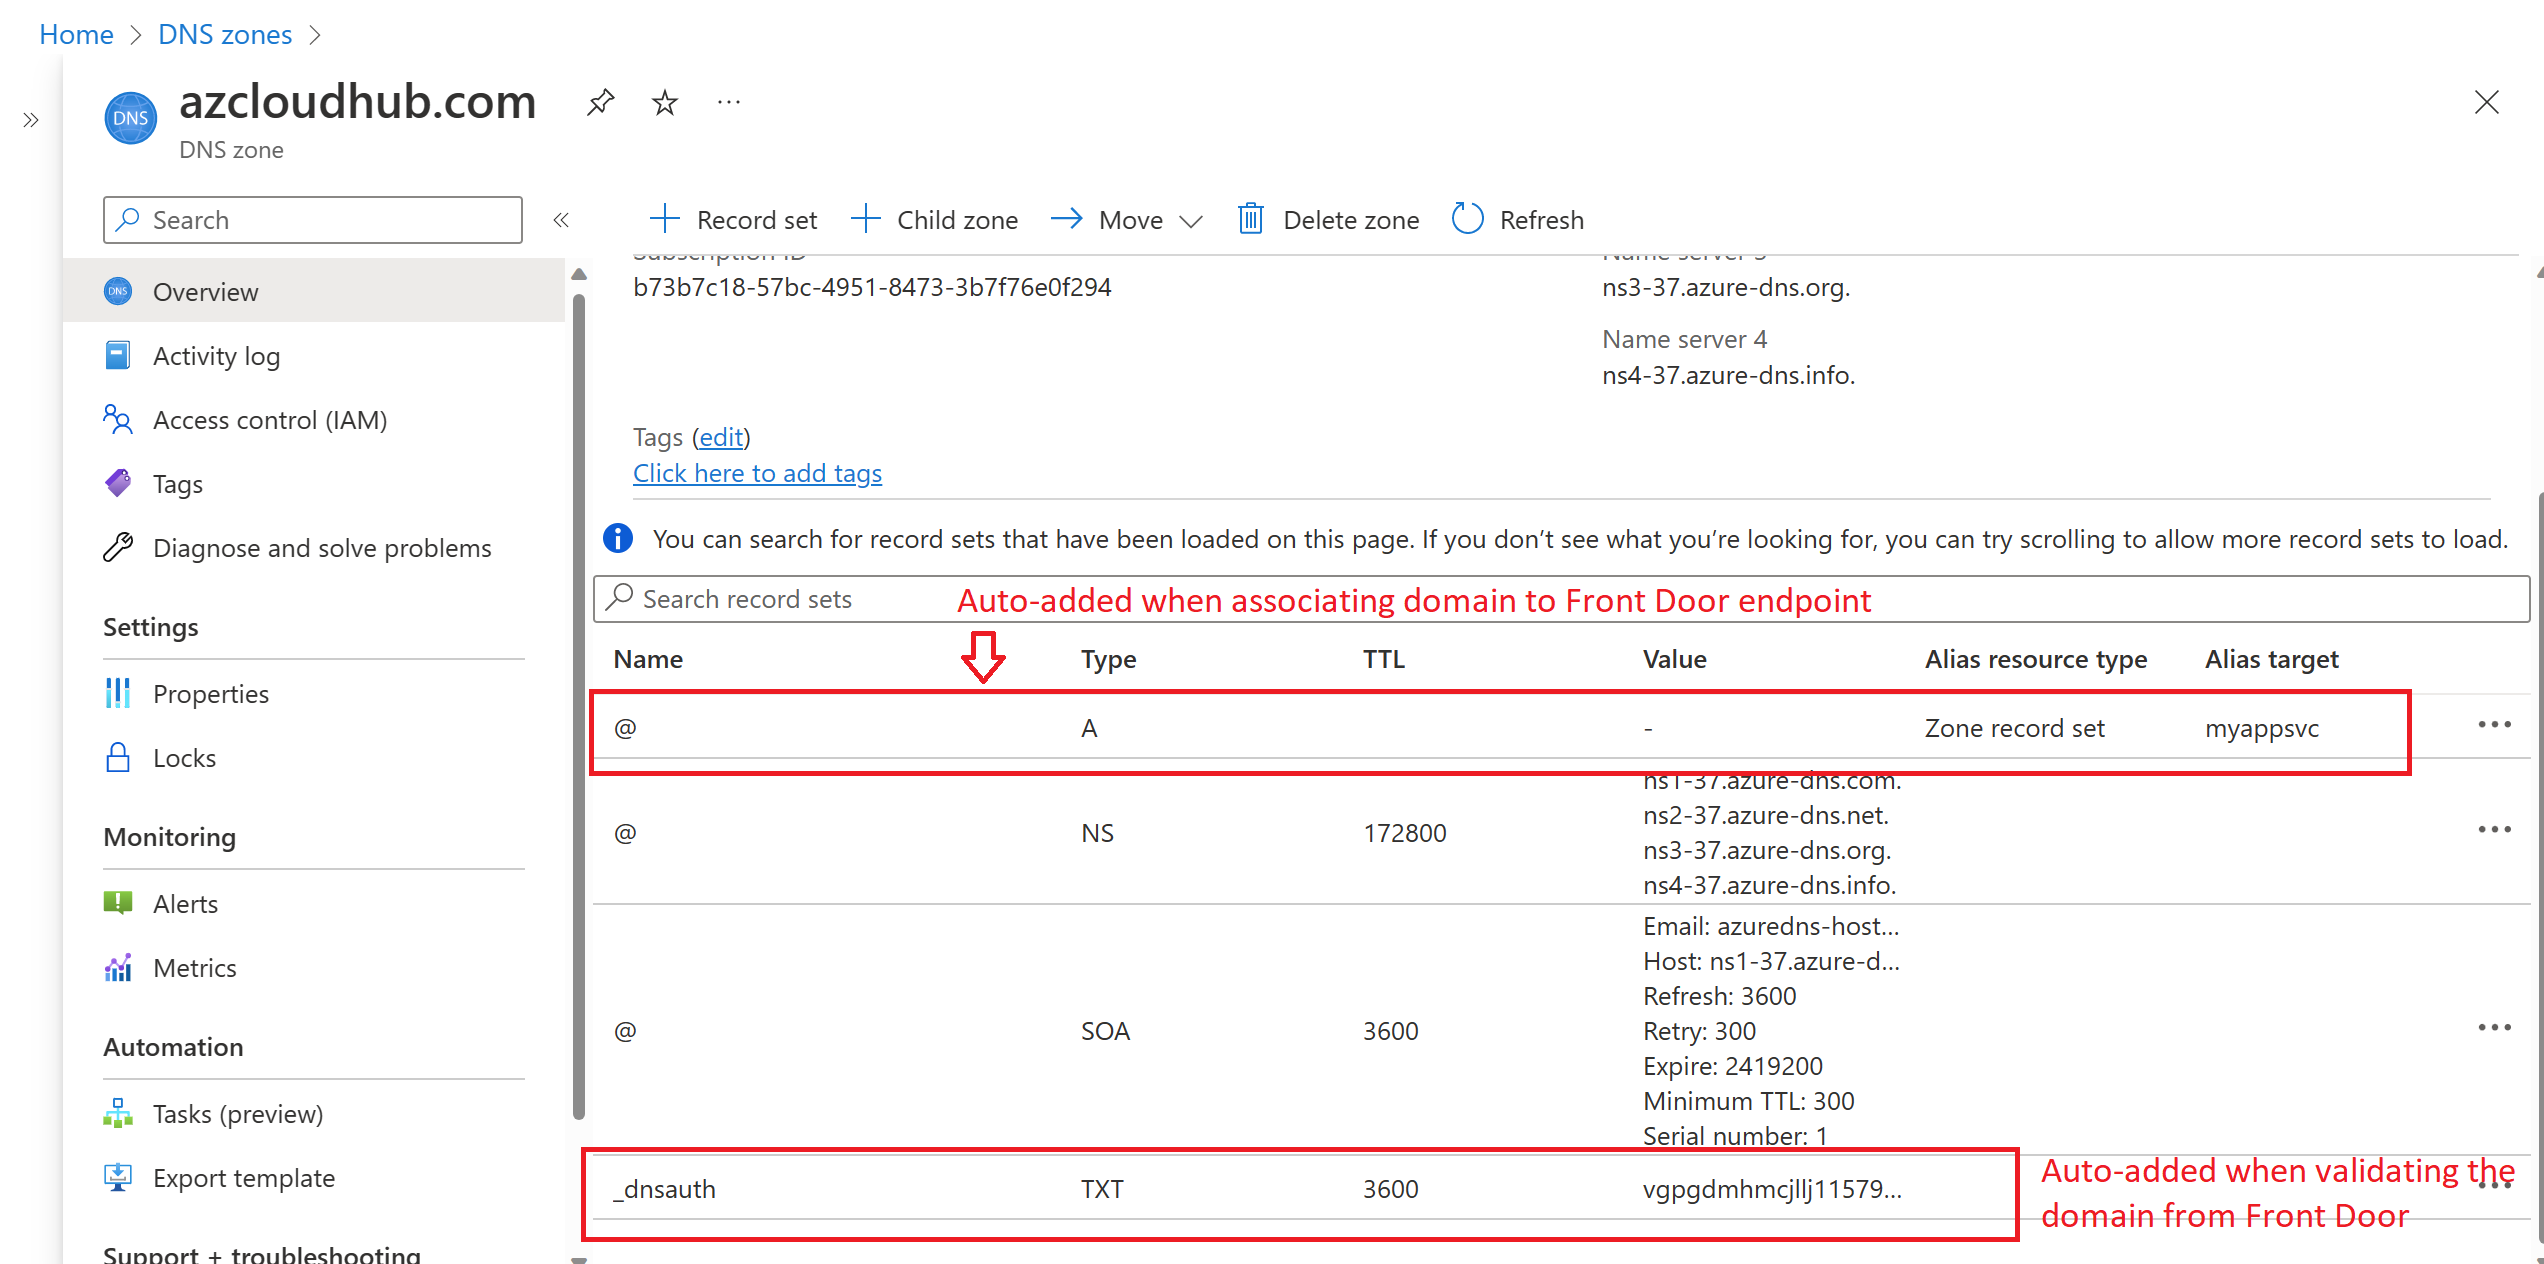 Home > DNS zones >
azcloudhub.com
DNS
DNS zone
Search
Record set
Child zone
Move
Delete zone
Refresh
Overview
Activity log
Access control (IAM)
Tags
Diagnose and solve problems
Settings
Properties
Locks
Monitoring
Alerts
Metrics
Automation
Tasks (preview)
Export template
Support + troubleshooting
Subscription ID
b73b7c18-57bc-4951-8473-3b7f76e0f294
Name server 3
ns3-37.azure-dns.org.
Name server 4
ns4-37.azure-dns.info.
Tags (edit)
Click here to add tags
You can search for record sets that have been loaded on this page. If you don’t see what you’re looking for, you can try scrolling to allow more record sets to load.
Search record sets
Auto-added when associating domain to Front Door endpoint
Name Type TTL Value Alias resource type Alias target
@ A - Zone record set myappsvc
@ NS 172800
ns1-37.azure-dns.com.
ns2-37.azure-dns.net.
ns3-37.azure-dns.org.
ns4-37.azure-dns.info.
@ SOA 3600
Email: azuredns-host...
Host: ns1-37.azure-d...
Refresh: 3600
Retry: 300
Expire: 2419200
Minimum TTL: 300
Serial number: 1
_dnsauth TXT 3600 vgpgdmhmcjllj11579...
Auto-added when validating the
domain from Front Door